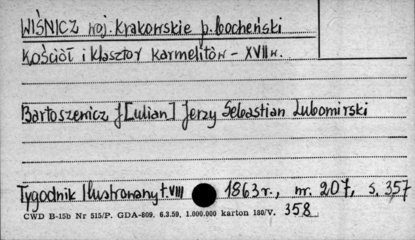 WIŚNICZ woj. krakowskie p. bocheński
Kościół i klasztor karmelitów - XVII w.
Bartoszewicz J[ulian] Jerzy Sebastian Lubomirski
Tygodnik Ilustrowany t. VIII 1863 r., nr. 207, s. 357
358
CWD B-15b Nr 515/P. GDA-809. 6.3.59. 1.000.000 karton 180/V.